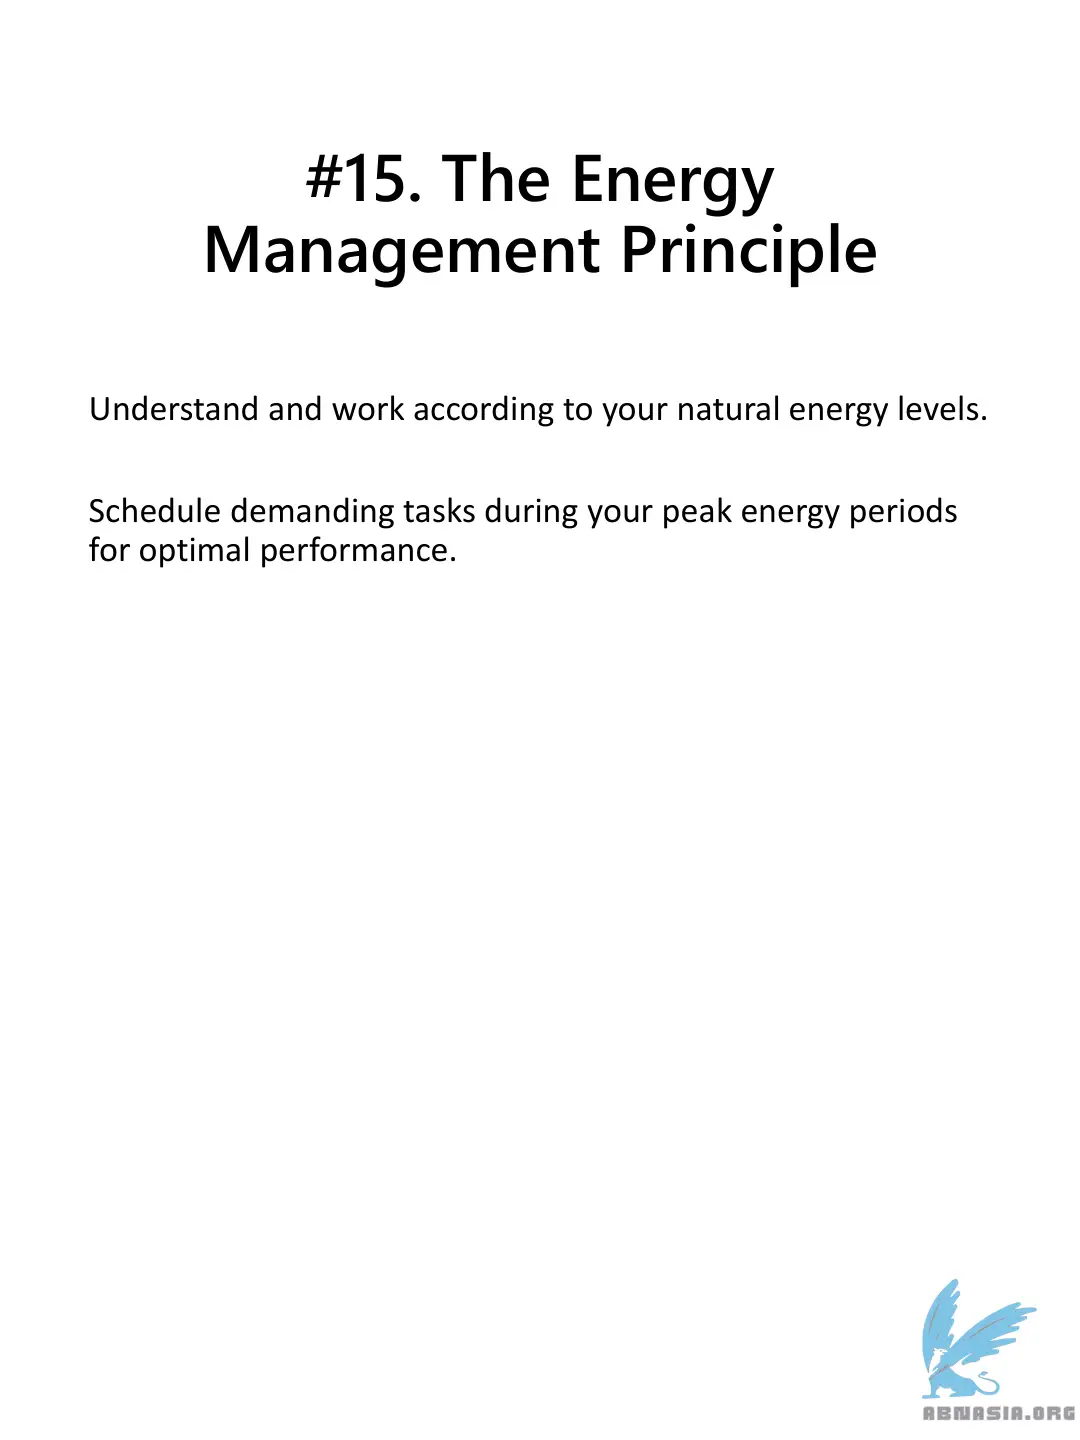 #15. The Energy
Management Principle
Understand and work according to your natural energy levels.
Schedule demanding tasks during your peak energy periods
for optimal performance.
ABNASIA.ORG